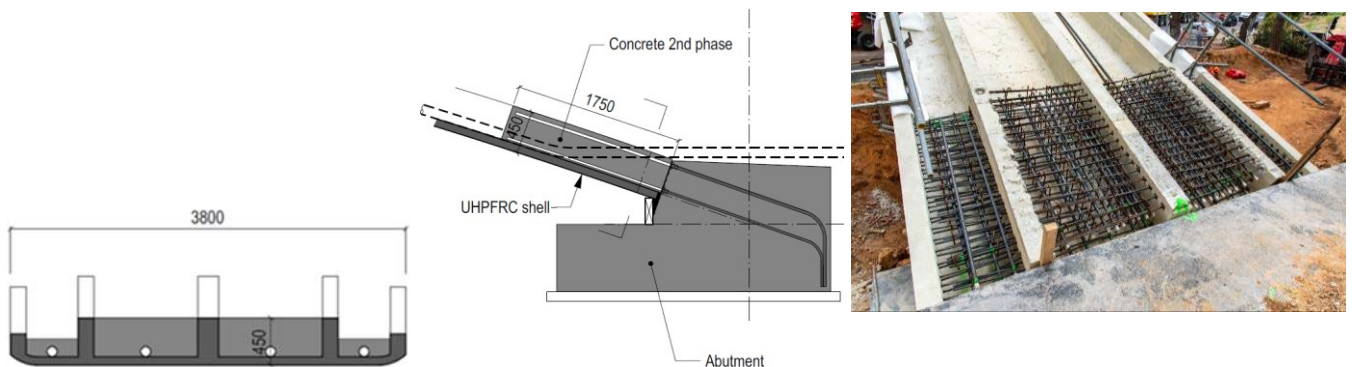 3800
450
Concrete 2nd phase
1750
450
UHPFRC shell
Abutment